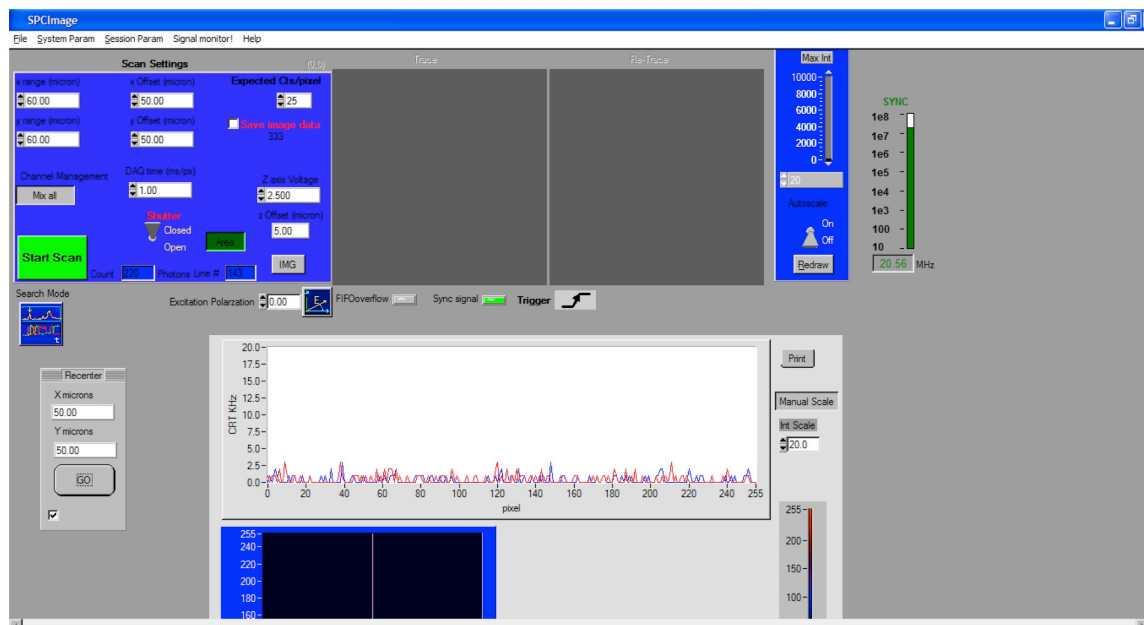 SPCImage
File System Param Session Param Signal monitor! Help
Scan Settings
(0,0)
Trace
Re-Trace
x range (micron)
60.00
x Offset (micron)
50.00
Expected Cts/pixel
25
y range (micron)
60.00
y Offset (micron)
50.00
Save image data
333
Channel Management
Mix all
DAQ time (ms/px)
1.00
Z axis Voltage
2.500
Shutter
Closed
Open
Area
z Offset (micron)
5.00
Start Scan
IMG
Count 220 Photons Line # 143
Max Int
10000
8000
6000
4000
2000
0
20
Autoscale
On
Off
Redraw
SYNC
1e8
1e7
1e6
1e5
1e4
1e3
100
10
20.56 MHz
Search Mode
Excitation Polarzation 0.00 E
FIFOoverflow
Sync signal
Trigger
τ
Recenter
X microns
50.00
Y microns
50.00
GO
20.0
17.5
15.0
12.5
10.0
7.5
5.0
2.5
0.0
CRT KHz
0 20 40 60 80 100 120 140 160 180 200 220 240 255
pixel
Print
Manual Scale
Int Scale
20.0
255
240
220
200
180
160
255
200
150
100